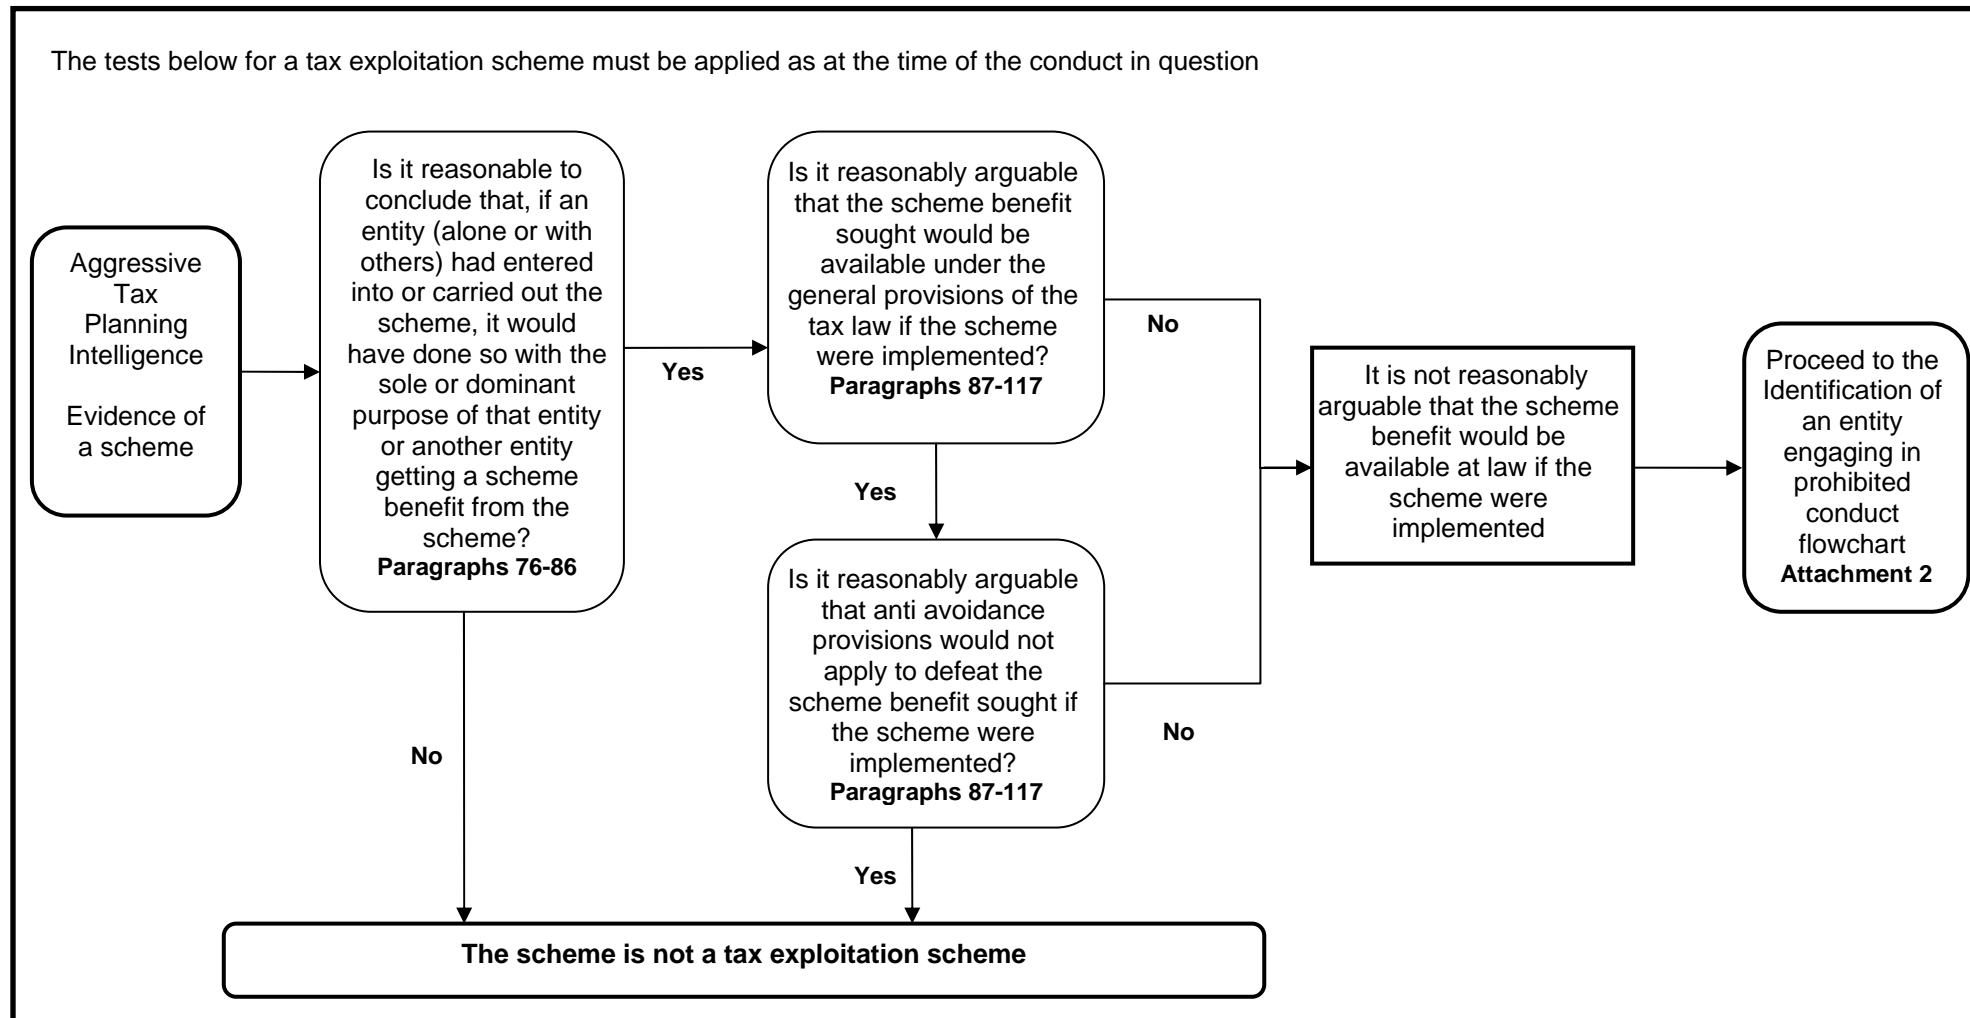 The tests below for a tax exploitation scheme must be applied as at the time of the conduct in question
Aggressive
Tax
Planning
Intelligence
Evidence of
a scheme
Is it reasonable to
conclude that, if an
entity (alone or with
others) had entered
into or carried out the
scheme, it would
have done so with the
sole or dominant
purpose of that entity
or another entity
getting a scheme
benefit from the
scheme?
Paragraphs 76-86
Yes
No
Is it reasonably arguable
that the scheme benefit
sought would be
available under the
general provisions of the
tax law if the scheme
were implemented?
Paragraphs 87-117
No
Yes
Is it reasonably arguable
that anti avoidance
provisions would not
apply to defeat the
scheme benefit sought if
the scheme were
implemented?
Paragraphs 87-117
No
Yes
It is not reasonably
arguable that the scheme
benefit would be
available at law if the
scheme were
implemented
Proceed to the
Identification of
an entity
engaging in
prohibited
conduct
flowchart
Attachment 2
The scheme is not a tax exploitation scheme